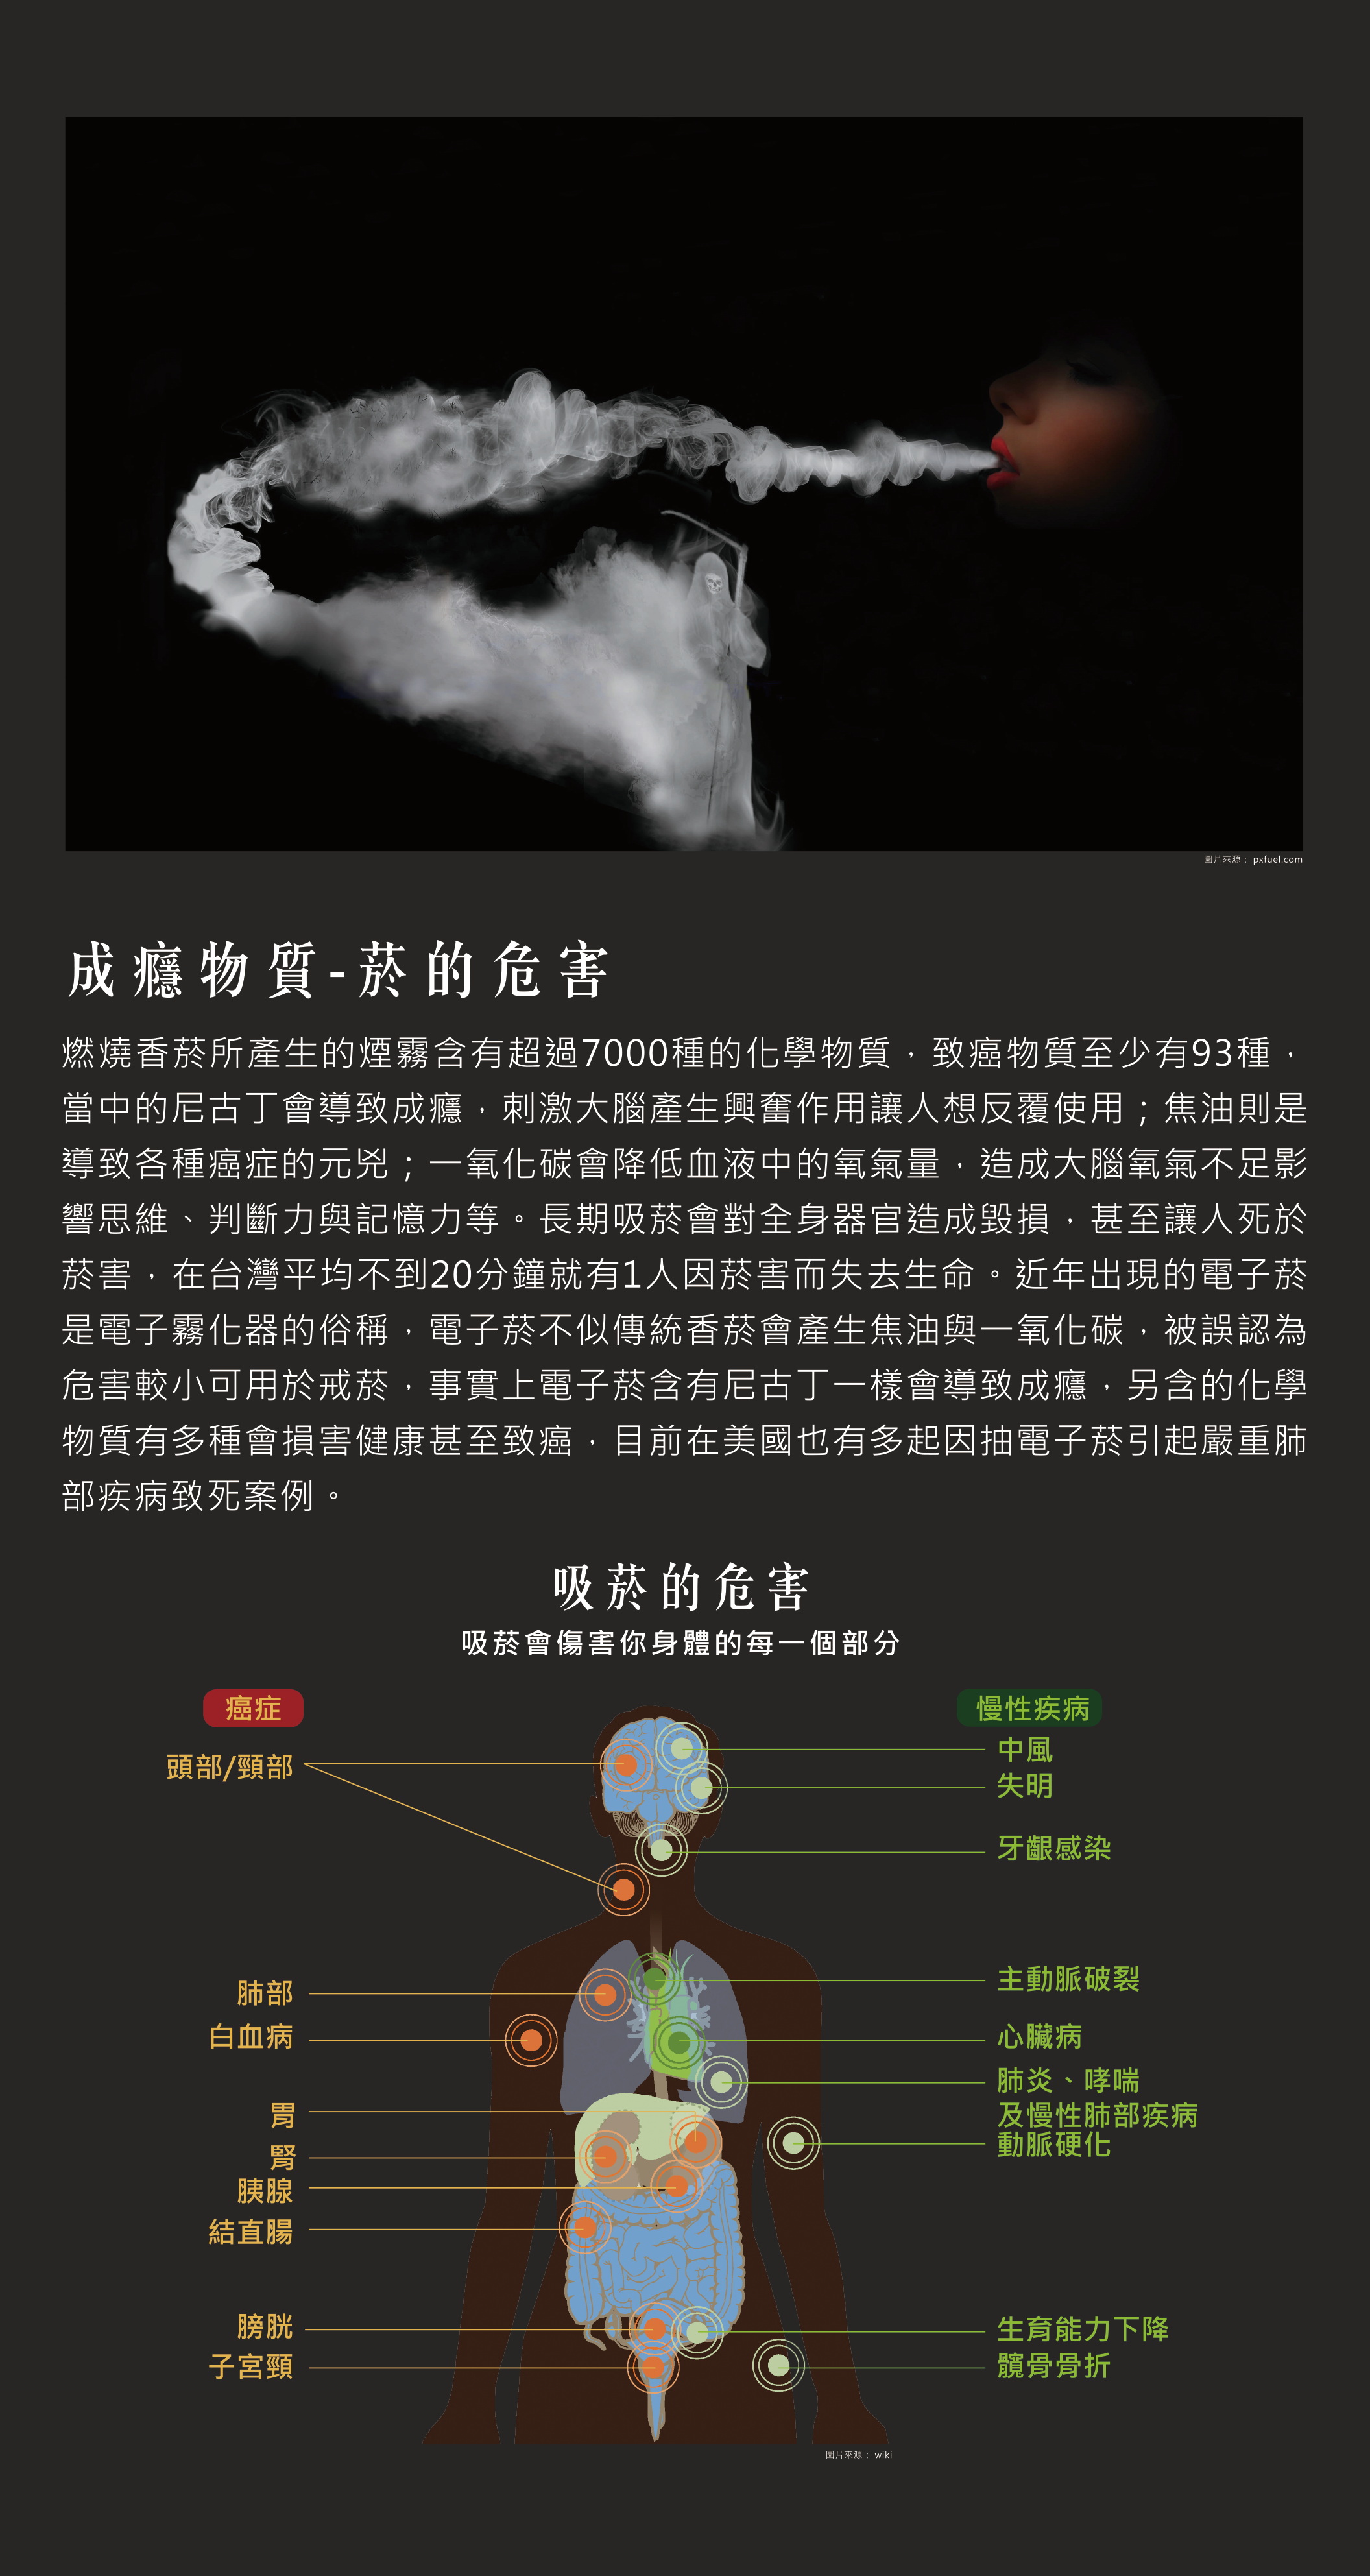 圖片來源：pxfuel.com
成癮物質-菸的危害
燃燒香菸所產生的煙霧含有超過7000種的化學物質，致癌物質至少有93種，
當中的尼古丁會導致成癮，刺激大腦產生興奮作用讓人想反覆使用；焦油則是
導致各種癌症的元兇；一氧化碳會降低血液中的氧氣量，造成大腦氧氣不足影
響思維、判斷力與記憶力等。長期吸菸會對全身器官造成毀損，甚至讓人死於
菸害，在台灣平均不到20分鐘就有1人因菸害而失去生命。近年出現的電子菸
是電子霧化器的俗稱，電子菸不似傳統香菸會產生焦油與一氧化碳，被誤認為
危害較小可用於戒菸，事實上電子菸含有尼古丁一樣會導致成癮，另含的化學
物質有多種會損害健康甚至致癌，目前在美國也有多起因抽電子菸引起嚴重肺
部疾病致死案例。
吸菸的危害
吸菸會傷害你身體的每一個部分
癌症
頭部/頸部
肺部
白血病
胃
腎
胰腺
結直腸
膀胱
子宮頸
慢性疾病
中風
失明
牙齦感染
主動脈破裂
心臟病
肺炎、哮喘
及慢性肺部疾病
動脈硬化
生育能力下降
髖骨骨折
圖片來源：wiki